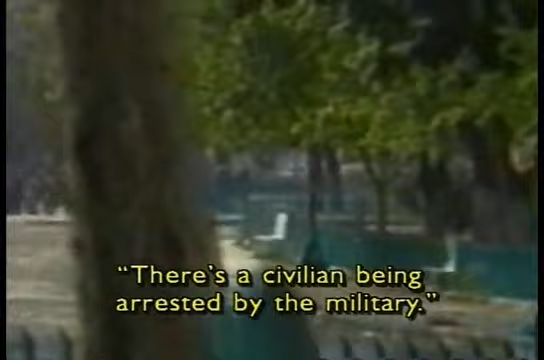 “There's a civilian being
arrested by the military.”